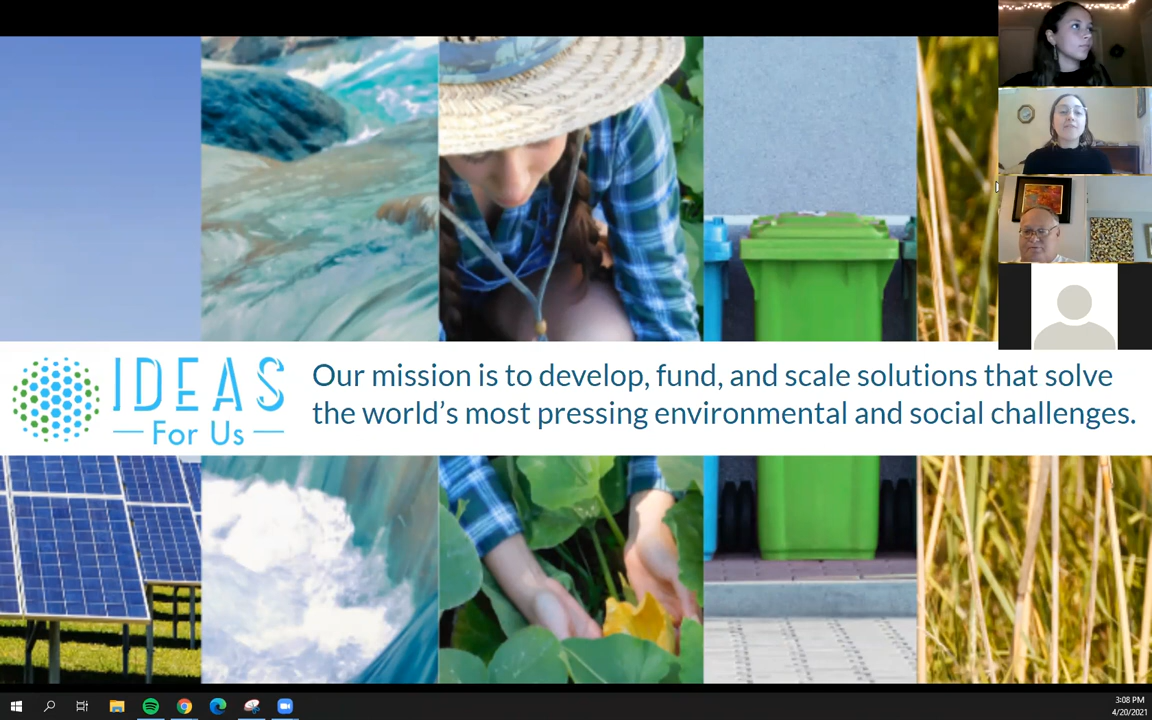 IDEAS
For Us
Our mission is to develop, fund, and scale solutions that solve
the world's most pressing environmental and social challenges.
3:08 PM
4/20/2021